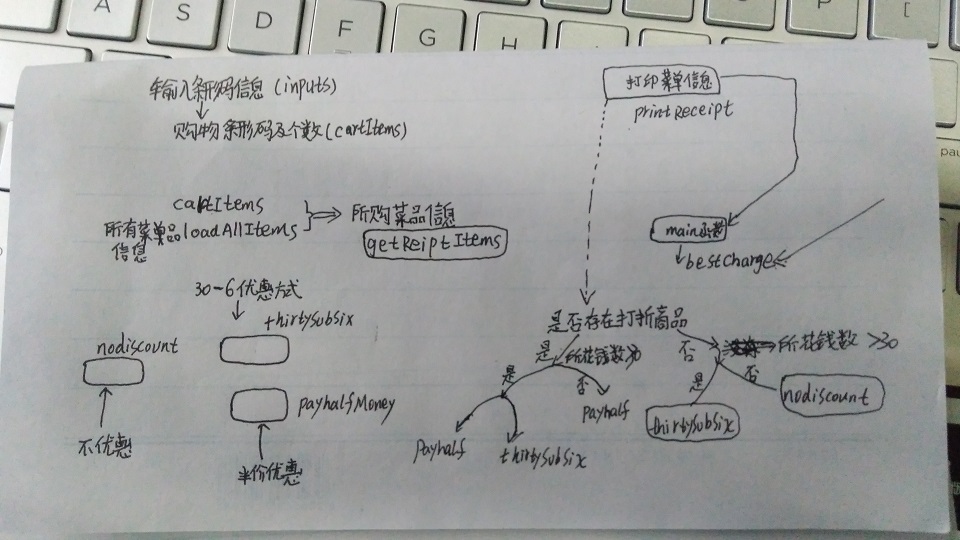 A
S
D
F
G
H
P
[
pau
输入条形码信息 (inputs)
购物条形码及个数 (cartItems)
cartItems
所有菜单品 loadAllItems
信息
所购菜品信息
getReiptItems
30-6优惠方式
thirtysubsix
nodiscount
payhalfMoney
不优惠
半价优惠
打印菜单信息
printReceipt
main函数
bestcharge
是否存在打折商品
是 所花钱数>30
否 所花钱数 >30
是
否
payhalf
payhalf
thirtysubsix
是
否
thirtysubsix
nodiscount